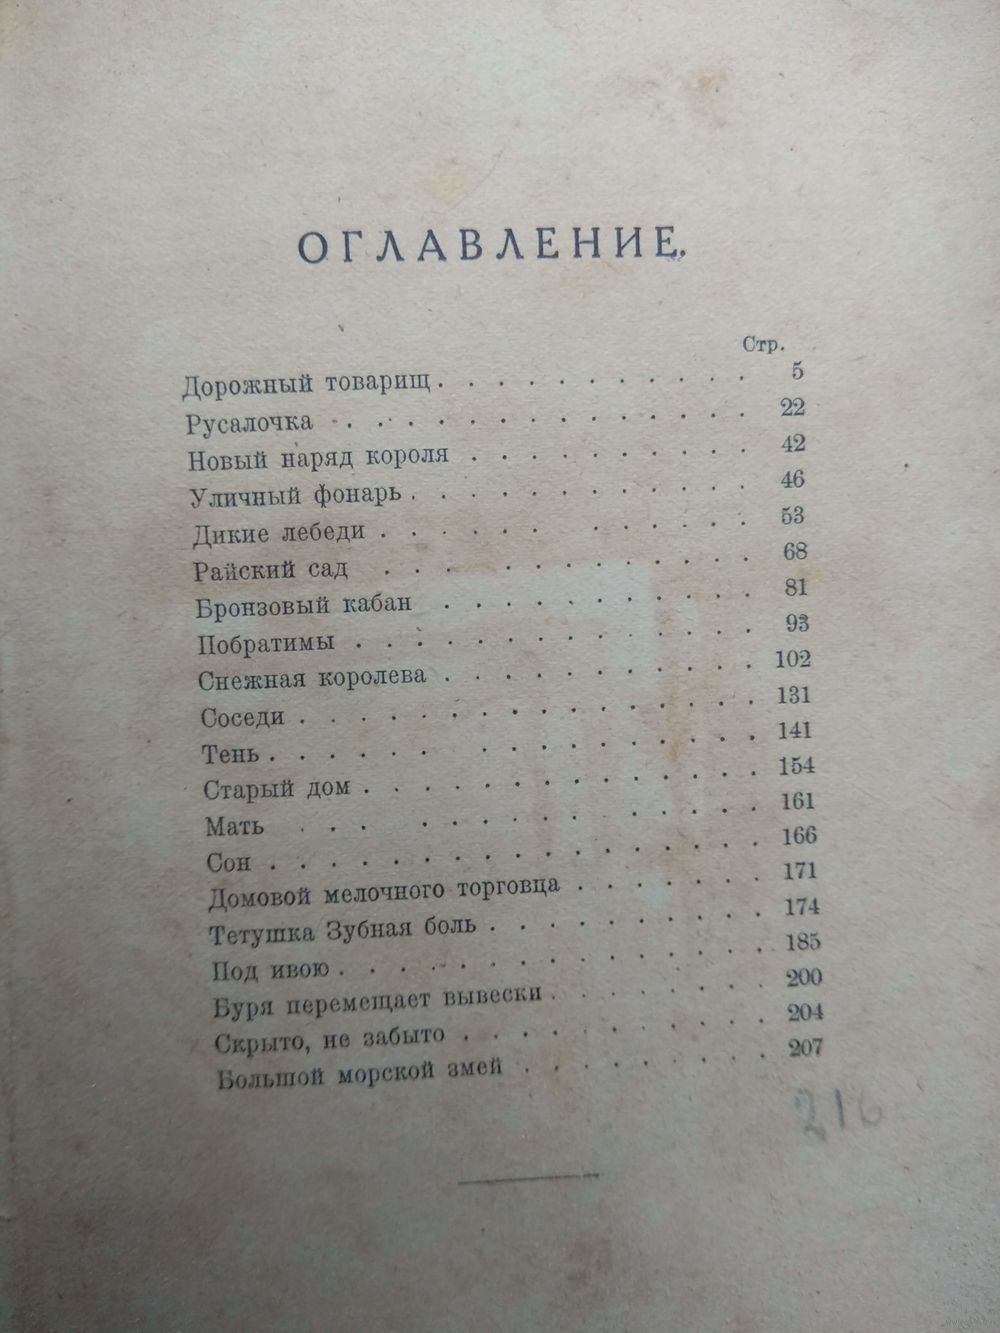 ОГЛАВЛЕНИЕ.
Стр.
Дорожный товарищ . . . . . . . . . . . 5
Русалочка . . . . . . . . . . . . . . 22
Новый наряд короля . . . . . . . . . . 42
Уличный фонарь . . . . . . . . . . . . 46
Дикие лебеди . . . . . . . . . . . . 53
Райский сад . . . . . . . . . . . . 68
Бронзовый кабан . . . . . . . . . . . 81
Побратимы . . . . . . . . . . . . . . 93
Снежная королева . . . . . . . . . . . 102
Соседи . . . . . . . . . . . . . . . . 131
Тень . . . . . . . . . . . . . . . . 141
Старый дом . . . . . . . . . . . . . . 154
Мать . . . . . . . . . . . . . 161
Сон . . . . . . . . . . . . . . . . . 166
Домовой мелочного торговца . . . . . . . 171
Тетушка Зубная боль . . . . . . . . . . 174
Под ивою . . . . . . . . . . . . . . . 185
Буря перемещает вывески . . . . . . . . 200
Скрыто, не забыто . . . . . . . . . . . 204
Большой морской змей . . . . . . . . . 207
216